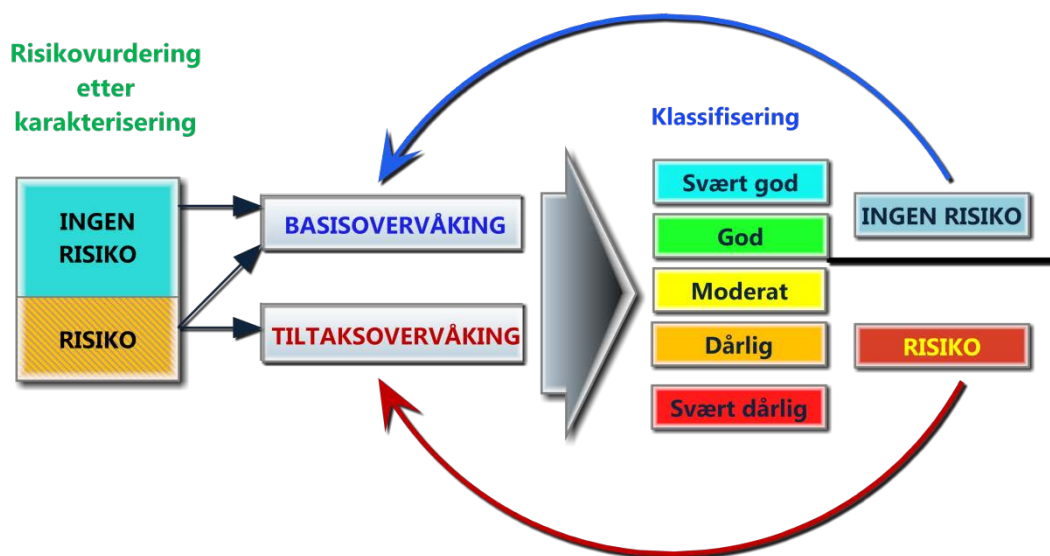 Risikovurdering
etter
karakterisering
INGEN
RISIKO
RISIKO
BASISOVERVÅKING
TILTAKSOVERVÅKING
Klassifisering
Svært god
God
Moderat
Dårlig
Svært dårlig
INGEN RISIKO
RISIKO